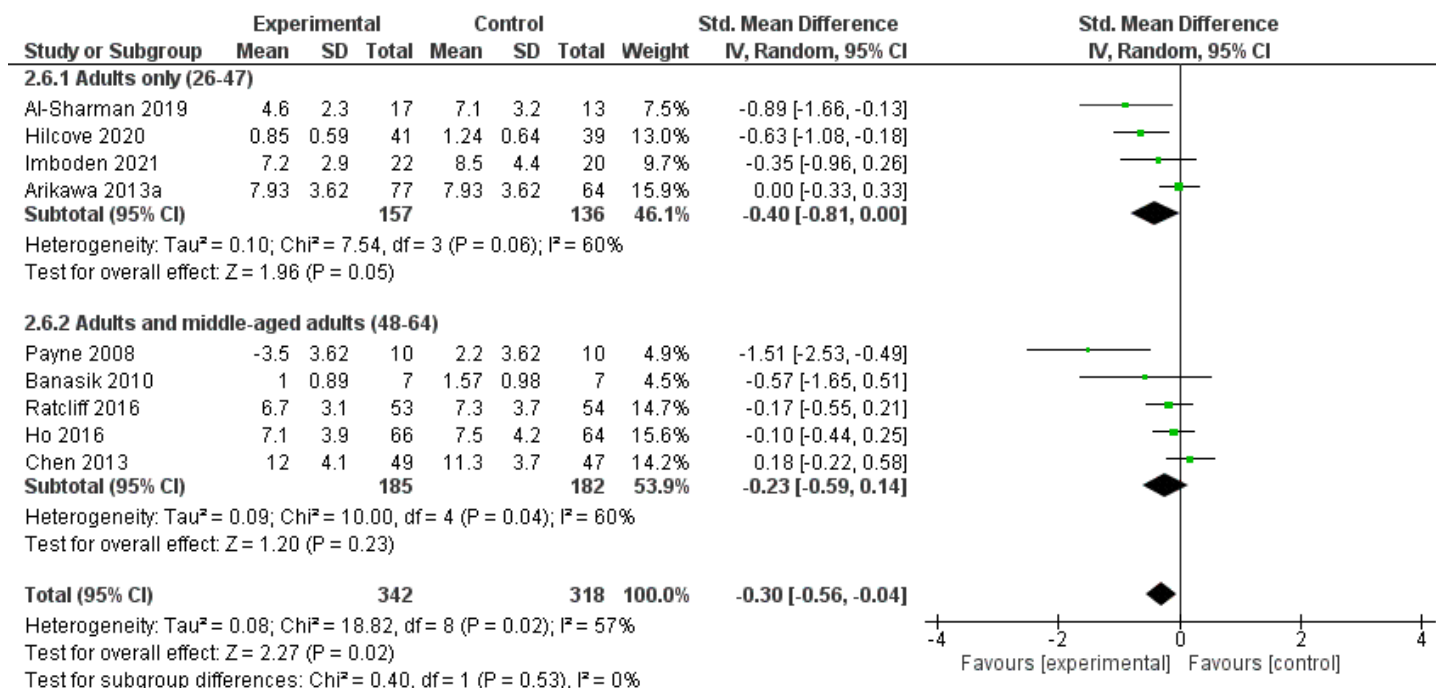 Experimental Control Std. Mean Difference Std. Mean Difference
Study or Subgroup Mean SD Total Mean SD Total Weight IV, Random, 95% CI IV, Random, 95% CI
2.6.1 Adults only (26-47)
Al-Sharman 2019 4.6 2.3 17 7.1 3.2 13 7.5% -0.89 [-1.66, -0.13]
Hilcove 2020 0.85 0.59 41 1.24 0.64 39 13.0% -0.63 [-1.08, -0.18]
Imboden 2021 7.2 2.9 22 8.5 4.4 20 9.7% -0.35 [-0.96, 0.26]
Arikawa 2013a 7.93 3.62 77 7.93 3.62 64 15.9% 0.00 [-0.33, 0.33]
Subtotal (95% CI) 157 136 46.1% -0.40 [-0.81, 0.00]
Heterogeneity: Tau² = 0.10; Chi² = 7.54, df = 3 (P = 0.06); I² = 60%
Test for overall effect: Z = 1.96 (P = 0.05)
2.6.2 Adults and middle-aged adults (48-64)
Payne 2008 -3.5 3.62 10 2.2 3.62 10 4.9% -1.51 [-2.53, -0.49]
Banasik 2010 1 0.89 7 1.57 0.98 7 4.5% -0.57 [-1.65, 0.51]
Ratcliff 2016 6.7 3.1 53 7.3 3.7 54 14.7% -0.17 [-0.55, 0.21]
Ho 2016 7.1 3.9 66 7.5 4.2 64 15.6% -0.10 [-0.44, 0.25]
Chen 2013 12 4.1 49 11.3 3.7 47 14.2% 0.18 [-0.22, 0.58]
Subtotal (95% CI) 185 182 53.9% -0.23 [-0.59, 0.14]
Heterogeneity: Tau² = 0.09; Chi² = 10.00, df = 4 (P = 0.04); I² = 60%
Test for overall effect: Z = 1.20 (P = 0.23)
Total (95% CI) 342 318 100.0% -0.30 [-0.56, -0.04]
Heterogeneity: Tau² = 0.08; Chi² = 18.82, df = 8 (P = 0.02); I² = 57%
Test for overall effect: Z = 2.27 (P = 0.02)
Test for subgroup differences: Chi² = 0.40, df = 1 (P = 0.53), I² = 0%
-4 -2 0 2 4
Favours [experimental] Favours [control]